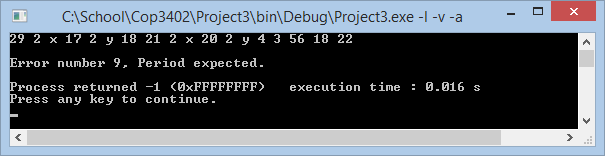 C:\School\Cop3402\Project3\bin\Debug\Project3.exe -l -v -a
29 2 x 17 2 y 18 21 2 x 20 2 y 4 3 56 18 22
Error number 9, Period expected.
Process returned -1 (0xFFFFFFFF)   execution time : 0.016 s
Press any key to continue.